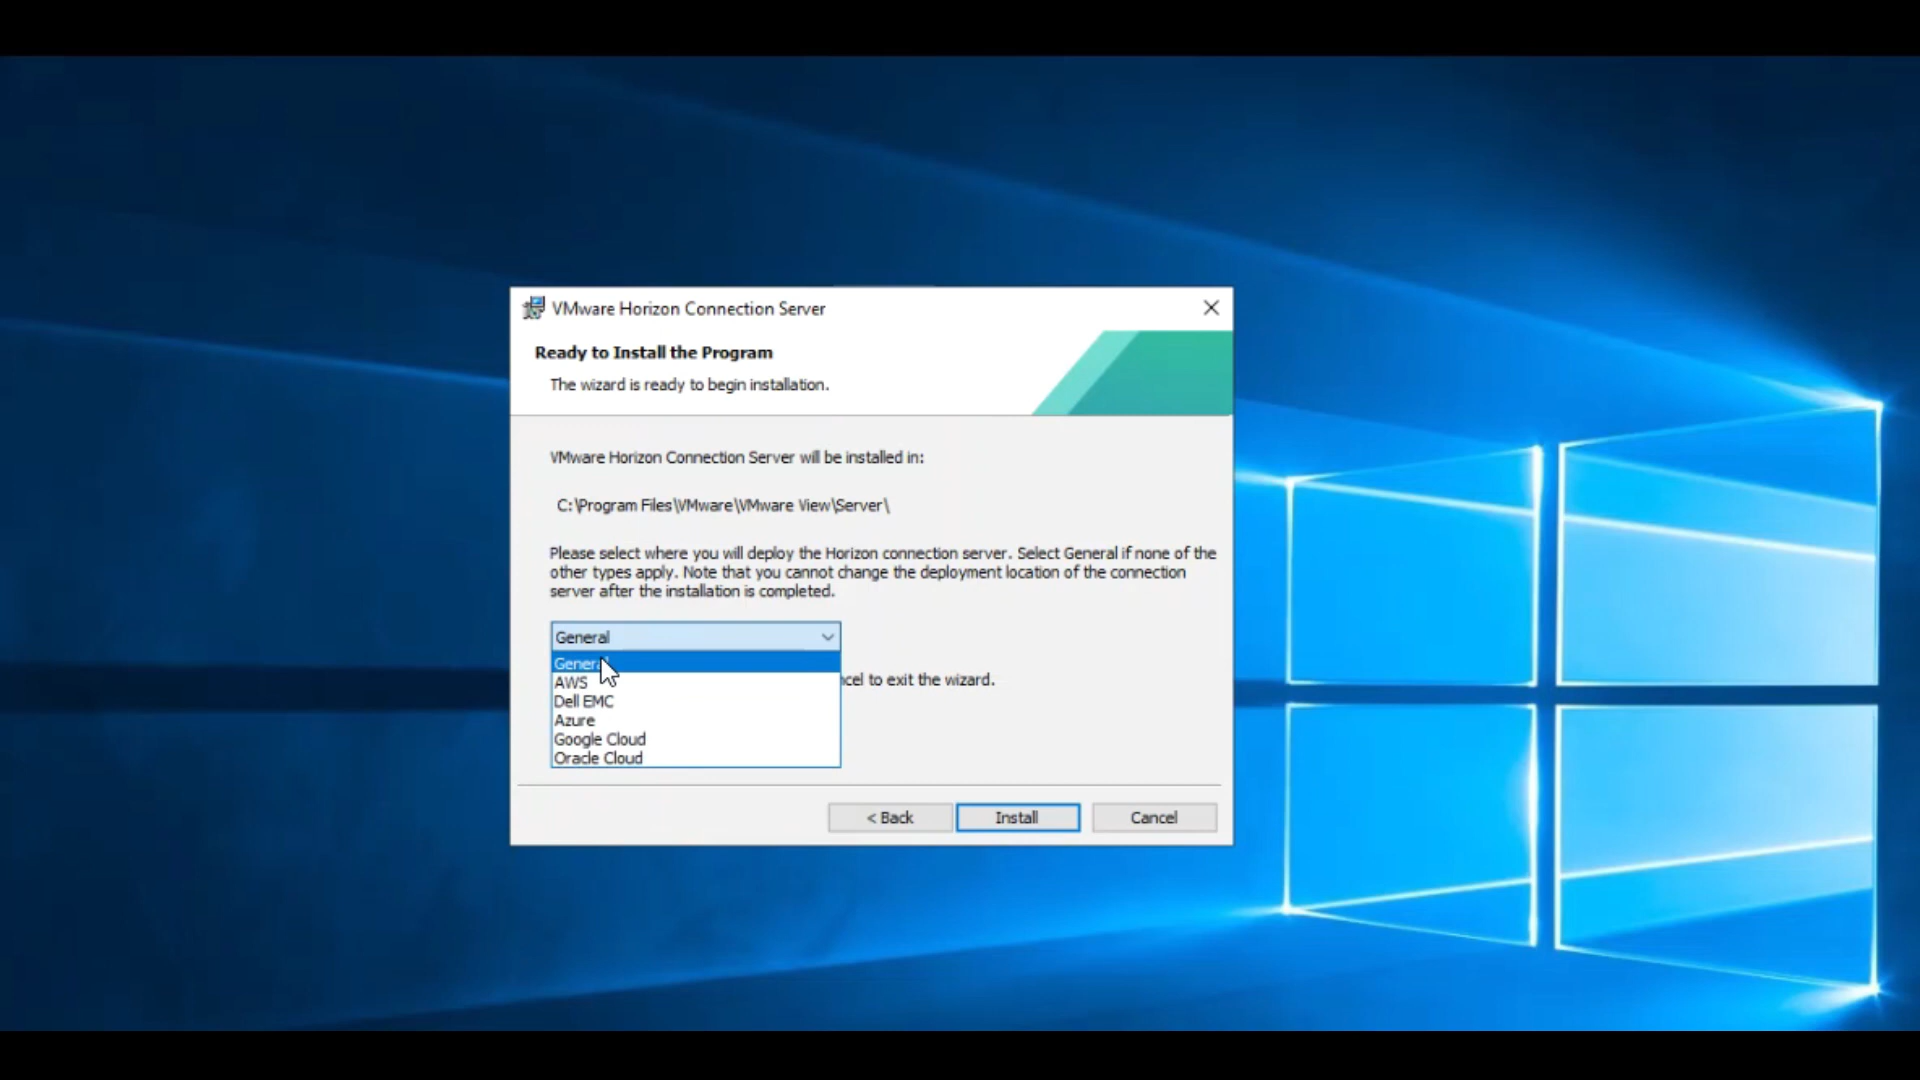 VMware Horizon Connection Server
Ready to Install the Program
The wizard is ready to begin installation.
VMware Horizon Connection Server will be installed in:
C:\Program Files\VMware\VMware View\Server\
Please select where you will deploy the Horizon connection server. Select General if none of the
other types apply. Note that you cannot change the deployment location of the connection
server after the installation is completed.
General
General
AWS
to exit the wizard.
Dell EMC
Azure
Google Cloud
Oracle Cloud
< Back
Install
Cancel